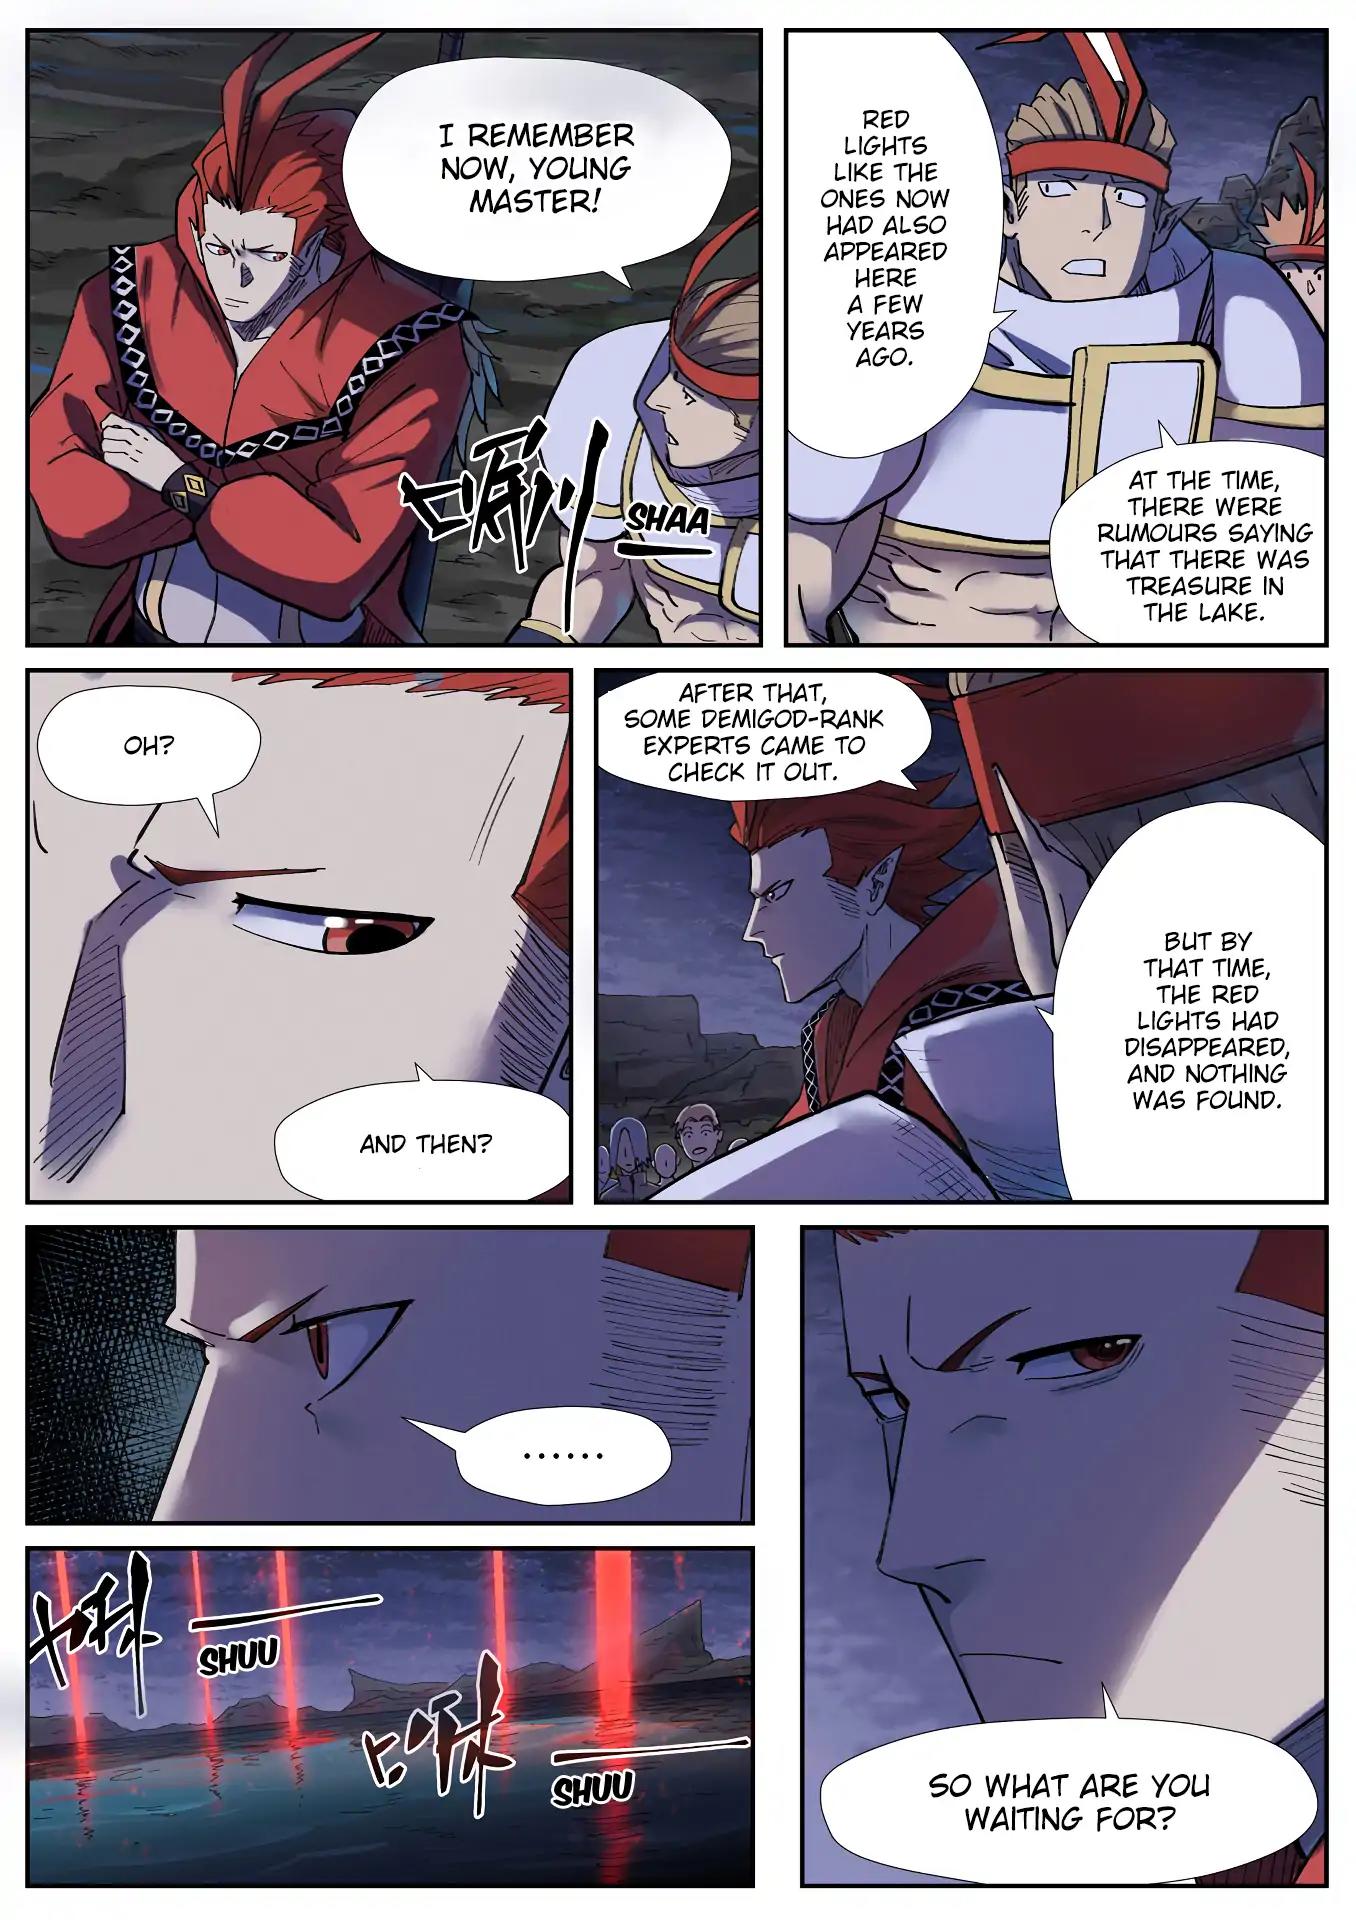 I REMEMBER
NOW, YOUNG
MASTER!
SHAA
RED
LIGHTS
LIKE THE
ONES NOW
HAD ALSO
APPEARED
HERE
A FEW
YEARS
AGO.
AT THE TIME,
THERE WERE
RUMOURS SAYING
THAT THERE WAS
TREASURE IN
THE LAKE.
OH?
AND THEN?
AFTER THAT,
SOME DEMIGOD-RANK
EXPERTS CAME TO
CHECK IT OUT.
BUT BY
THAT TIME,
THE RED
LIGHTS HAD
DISAPPEARED,
AND NOTHING
WAS FOUND.
......
SHUU
SHUU
SO WHAT ARE YOU
WAITING FOR?